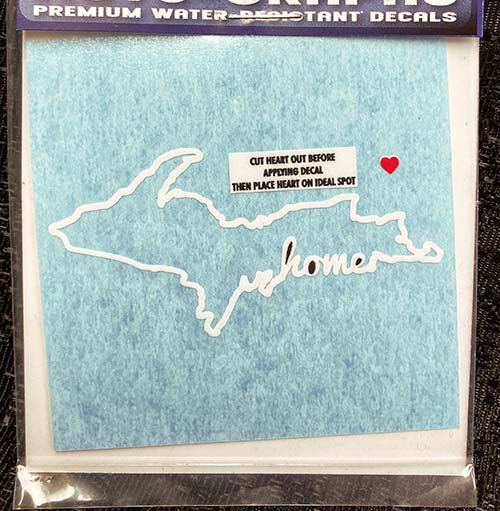 PREMIUM WATER-RESISTANT DECALS
CUT HEART OUT BEFORE
APPLYING DECAL
THEN PLACE HEART ON IDEAL SPOT
home